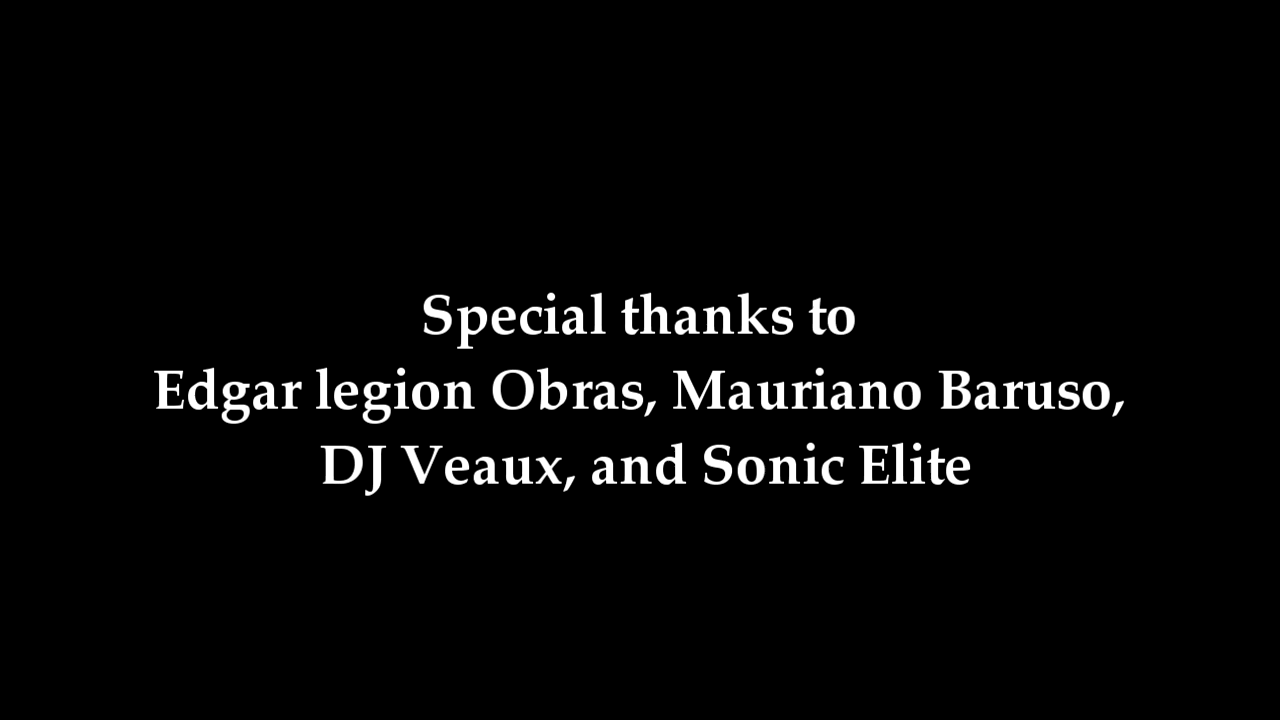 Special thanks to
Edgar legion Obras, Mauriano Baruso,
DJ Veaux, and Sonic Elite